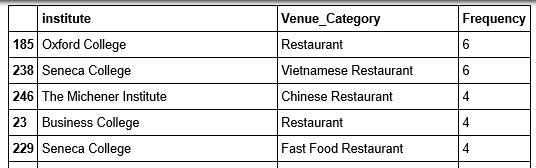 institute Venue_Category Frequency
185 Oxford College Restaurant 6
238 Seneca College Vietnamese Restaurant 6
246 The Michener Institute Chinese Restaurant 4
23 Business College Restaurant 4
229 Seneca College Fast Food Restaurant 4